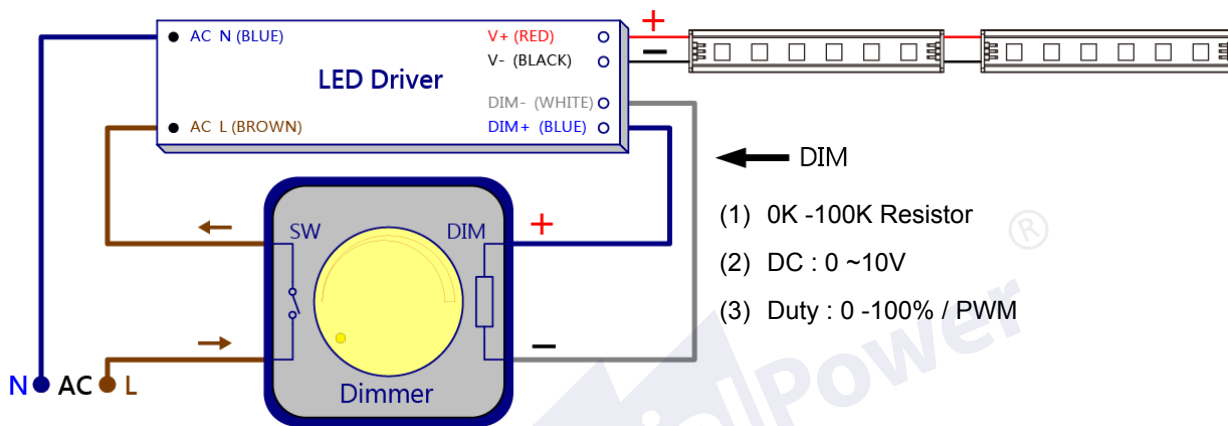 AC N (BLUE)
V+ (RED)
+
−
V- (BLACK)
LED Driver
DIM- (WHITE)
AC L (BROWN)
DIM+ (BLUE)
DIM
(1) 0K -100K Resistor
(2) DC : 0 ~10V
(3) Duty : 0 -100% / PWM
SW
DIM
+
−
Dimmer
N AC L
Power
®